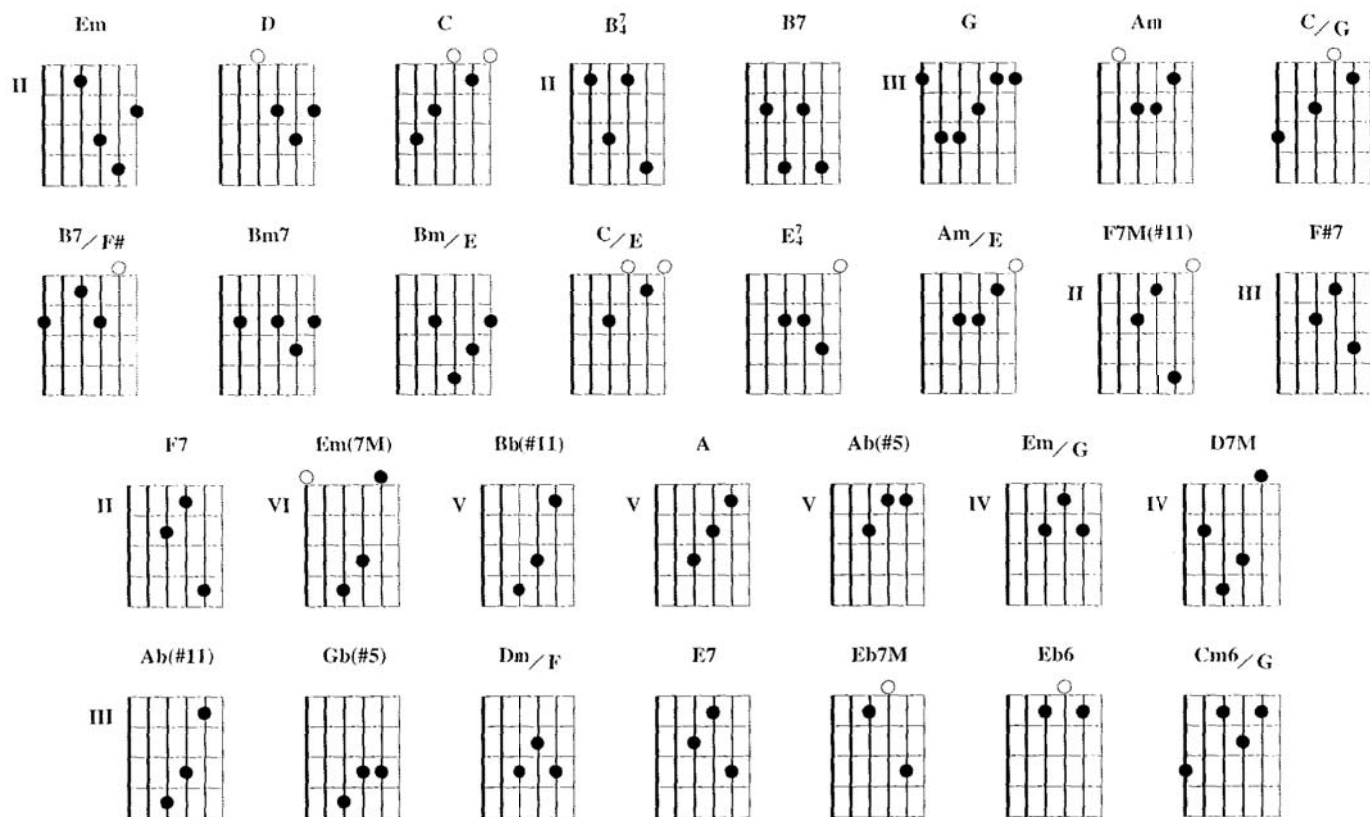 Em D C B7/4 B7 G Am C/G
II II III
B7/F# Bm7 Bm/E C/E E7/4 Am/E F7M(#11) F#7
II III
F7 Em(7M) Bb(#11) A Ab(#5) Em/G D7M
II VI V V V IV IV
Ab(#11) Gb(#5) Dm/F E7 Eb7M Eb6 Cm6/G
III